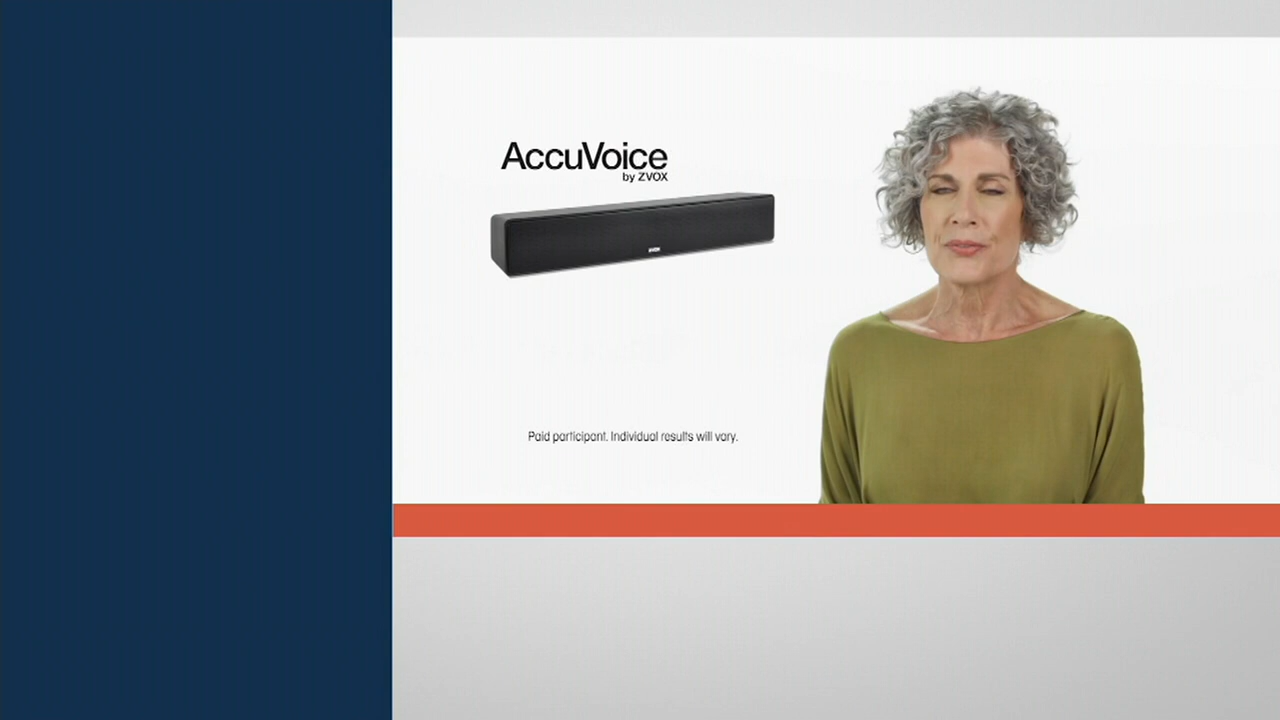 AccuVoice
by ZVOX
Paid participant. Individual results will vary.